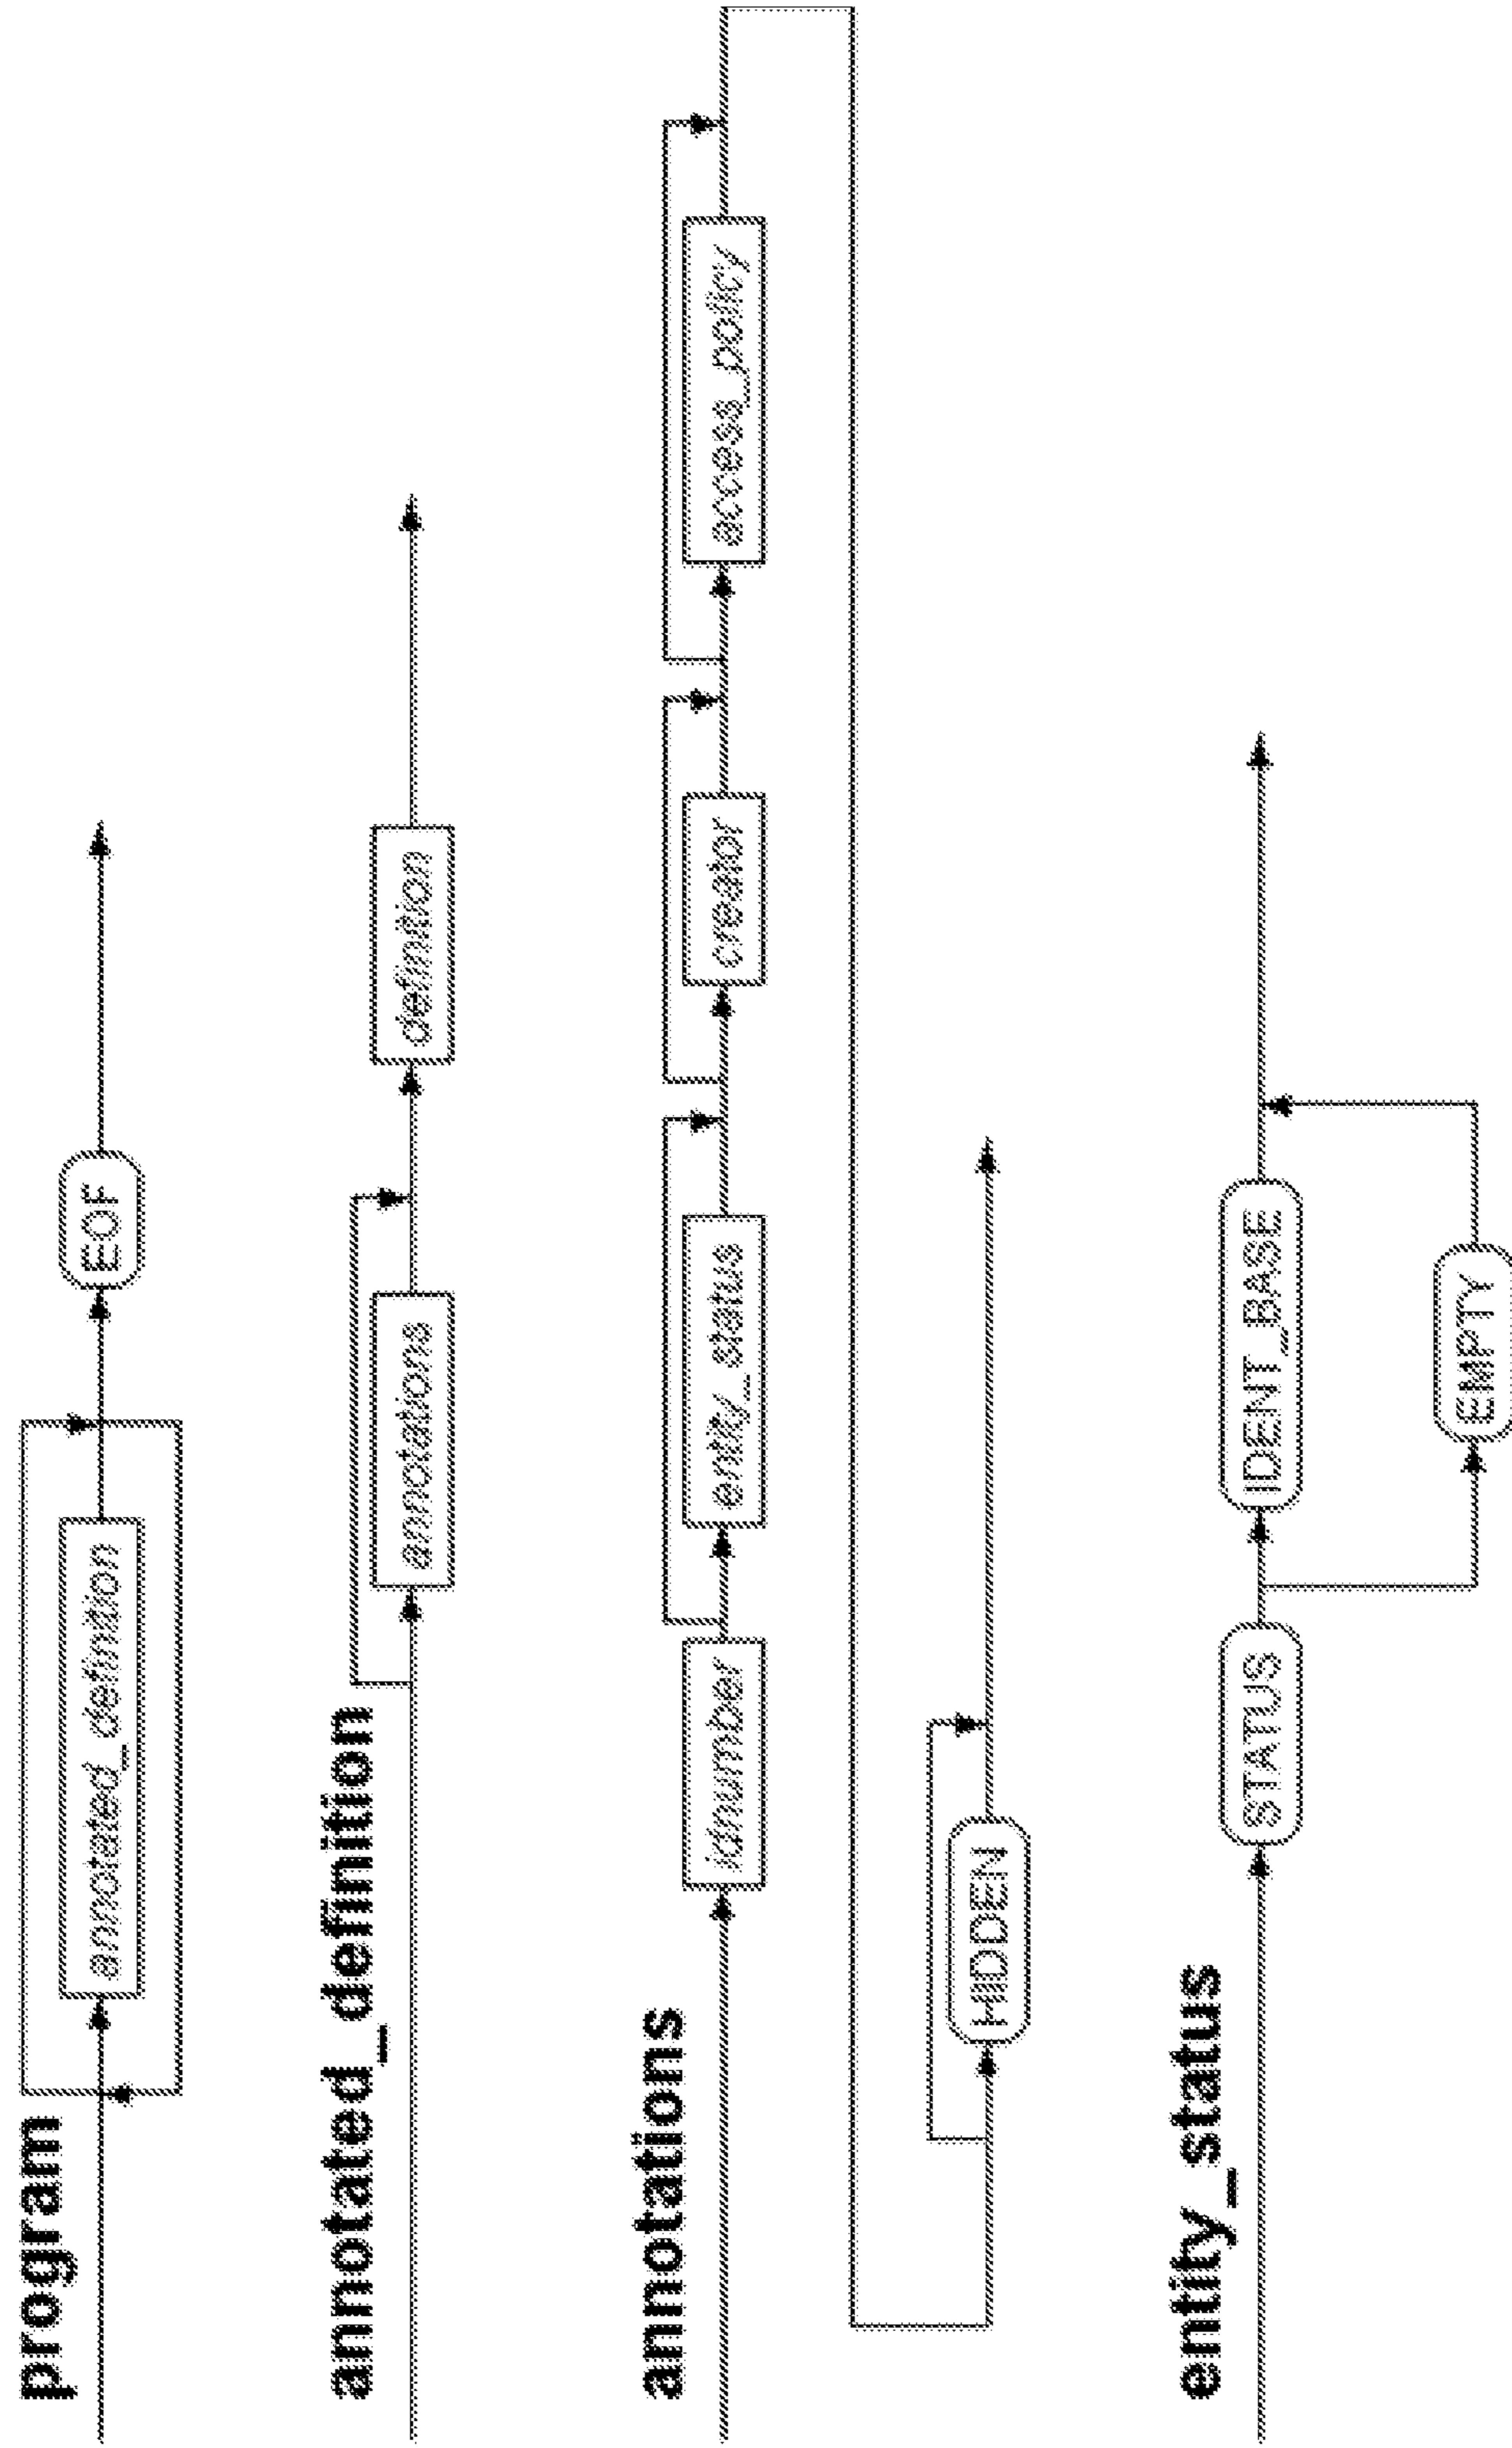 program
annotated_definition EOF
annotated_definition
annotations definition
annotations
idnumber entity_status creator access_policy
HIDDEN
entity_status
STATUS IDENT_BASE
EMPTY